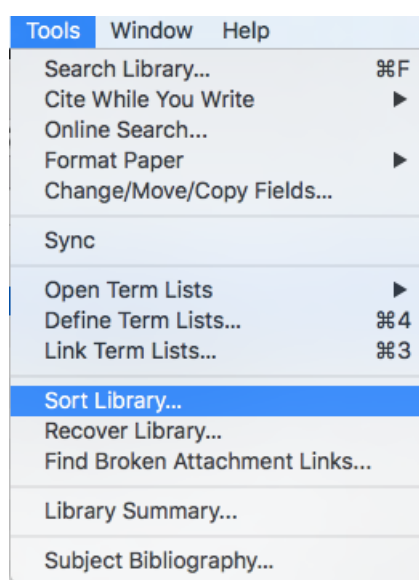 Tools Window Help
Search Library... ⌘F
Cite While You Write ▶
Online Search...
Format Paper ▶
Change/Move/Copy Fields...
Sync
Open Term Lists ▶
Define Term Lists... ⌘4
Link Term Lists... ⌘3
Sort Library...
Recover Library...
Find Broken Attachment Links...
Library Summary...
Subject Bibliography...